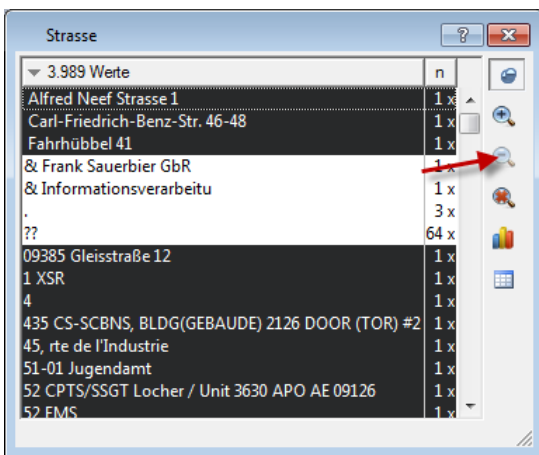 Strasse
3.989 Werte n
Alfred Neef Strasse 1 1 x
Carl-Friedrich-Benz-Str. 46-48 1 x
Fahrhübbel 41 1 x
& Frank Sauerbier GbR 1 x
& Informationsverarbeitu 1 x
. 3 x
?? 64 x
09385 Gleisstraße 12 1 x
1 XSR 1 x
4 1 x
435 CS-SCBNS, BLDG(GEBAUDE) 2126 DOOR (TOR) #2 1 x
45, rte de l'Industrie 1 x
51-01 Jugendamt 1 x
52 CPTS/SSGT Locher / Unit 3630 APO AE 09126 1 x
52 EMS 1 x